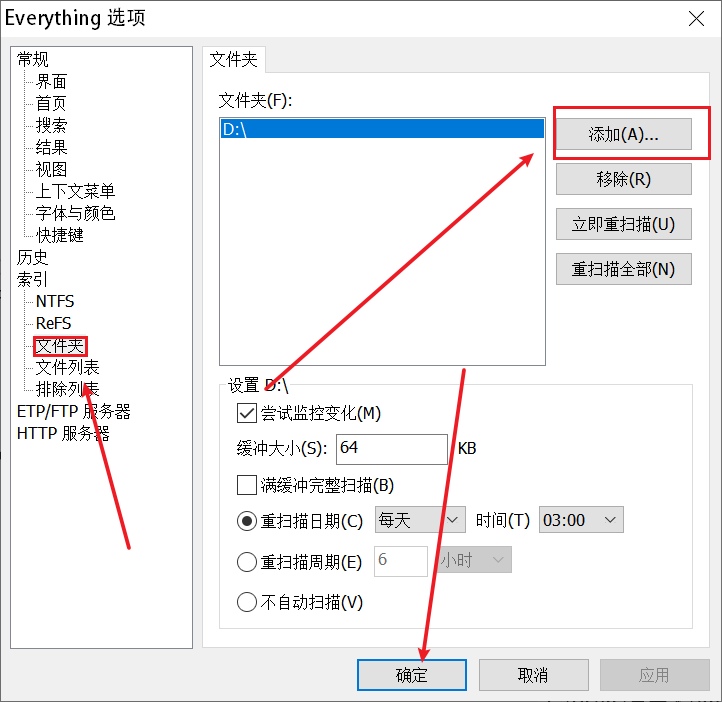 Everything 选项
常规
界面
首页
搜索
结果
视图
上下文菜单
字体与颜色
快捷键
历史
索引
NTFS
ReFS
文件夹
文件列表
排除列表
ETP/FTP 服务器
HTTP 服务器
文件夹
文件夹(F):
D:\
添加(A)...
移除(R)
立即重扫描(U)
重扫描全部(N)
设置 D:\
尝试监控变化(M)
缓冲大小(S): 64 KB
满缓冲完整扫描(B)
重扫描日期(C) 每天 时间(T) 03:00
重扫描周期(E) 6 小时
不自动扫描(V)
确定 取消 应用